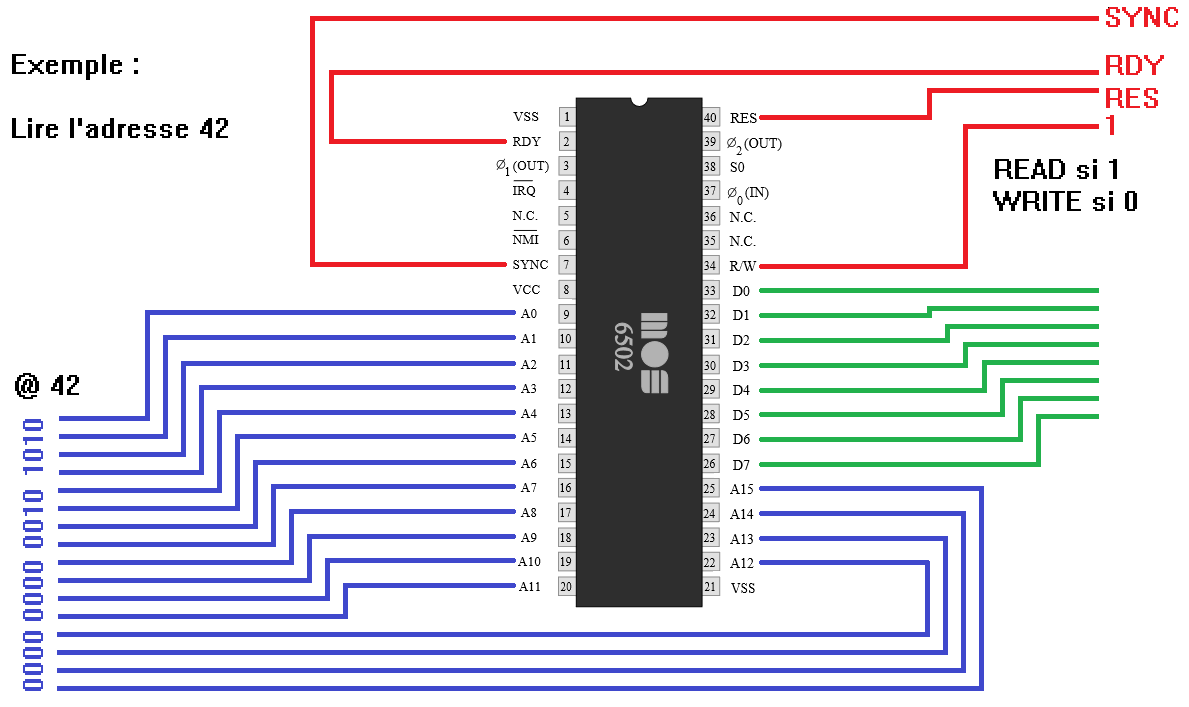 SYNC
Exemple :
RDY
RES
Lire l'adresse 42
1
READ si 1
WRITE si 0
VSS 1
RDY 2
Ø1(OUT) 3
IRQ 4
N.C. 5
NMI 6
SYNC 7
VCC 8
A0 9
A1 10
A2 11
A3 12
A4 13
A5 14
A6 15
A7 16
A8 17
A9 18
A10 19
A11 20
MOS
6502
40 RES
39 Ø2(OUT)
38 S0
37 Ø0(IN)
36 N.C.
35 N.C.
34 R/W
33 D0
32 D1
31 D2
30 D3
29 D4
28 D5
27 D6
26 D7
25 A15
24 A14
23 A13
22 A12
21 VSS
@ 42
0000 0000 0010 1010